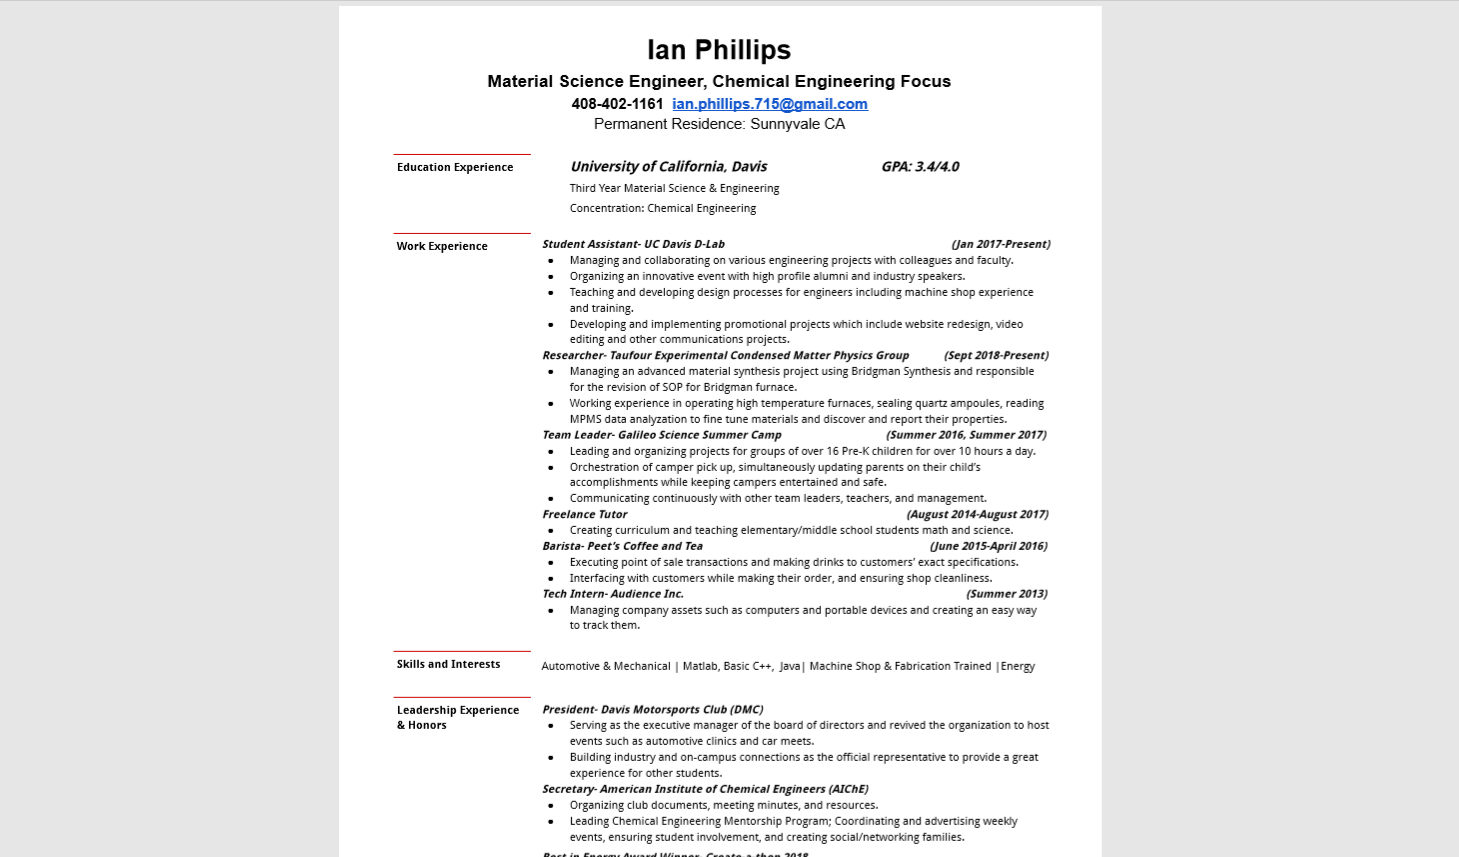 Ian Phillips
Material Science Engineer, Chemical Engineering Focus
408-402-1161 ian.phillips.715@gmail.com
Permanent Residence: Sunnyvale CA
Education Experience
University of California, Davis GPA: 3.4/4.0
Third Year Material Science & Engineering
Concentration: Chemical Engineering
Work Experience
Student Assistant- UC Davis D-Lab (Jan 2017-Present)
• Managing and collaborating on various engineering projects with colleagues and faculty.
• Organizing an innovative event with high profile alumni and industry speakers.
• Teaching and developing design processes for engineers including machine shop experience
and training.
• Developing and implementing promotional projects which include website redesign, video
editing and other communications projects.
Researcher- Taufour Experimental Condensed Matter Physics Group (Sept 2018-Present)
• Managing an advanced material synthesis project using Bridgman Synthesis and responsible
for the revision of SOP for Bridgman furnace.
• Working experience in operating high temperature furnaces, sealing quartz ampoules, reading
MPMS data analyzation to fine tune materials and discover and report their properties.
Team Leader- Galileo Science Summer Camp (Summer 2016, Summer 2017)
• Leading and organizing projects for groups of over 16 Pre-K children for over 10 hours a day.
• Orchestration of camper pick up, simultaneously updating parents on their child’s
accomplishments while keeping campers entertained and safe.
• Communicating continuously with other team leaders, teachers, and management.
Freelance Tutor (August 2014-August 2017)
• Creating curriculum and teaching elementary/middle school students math and science.
Barista- Peet’s Coffee and Tea (June 2015-April 2016)
• Executing point of sale transactions and making drinks to customers’ exact specifications.
• Interfacing with customers while making their order, and ensuring shop cleanliness.
Tech Intern- Audience Inc. (Summer 2013)
• Managing company assets such as computers and portable devices and creating an easy way
to track them.
Skills and Interests
Automotive & Mechanical | Matlab, Basic C++, Java| Machine Shop & Fabrication Trained |Energy
Leadership Experience
& Honors
President- Davis Motorsports Club (DMC)
• Serving as the executive manager of the board of directors and revived the organization to host
events such as automotive clinics and car meets.
• Building industry and on-campus connections as the official representative to provide a great
experience for other students.
Secretary- American Institute of Chemical Engineers (AIChE)
• Organizing club documents, meeting minutes, and resources.
• Leading Chemical Engineering Mentorship Program; Coordinating and advertising weekly
events, ensuring student involvement, and creating social/networking families.
Best in Energy Award Winner- Create-a-thon 2018